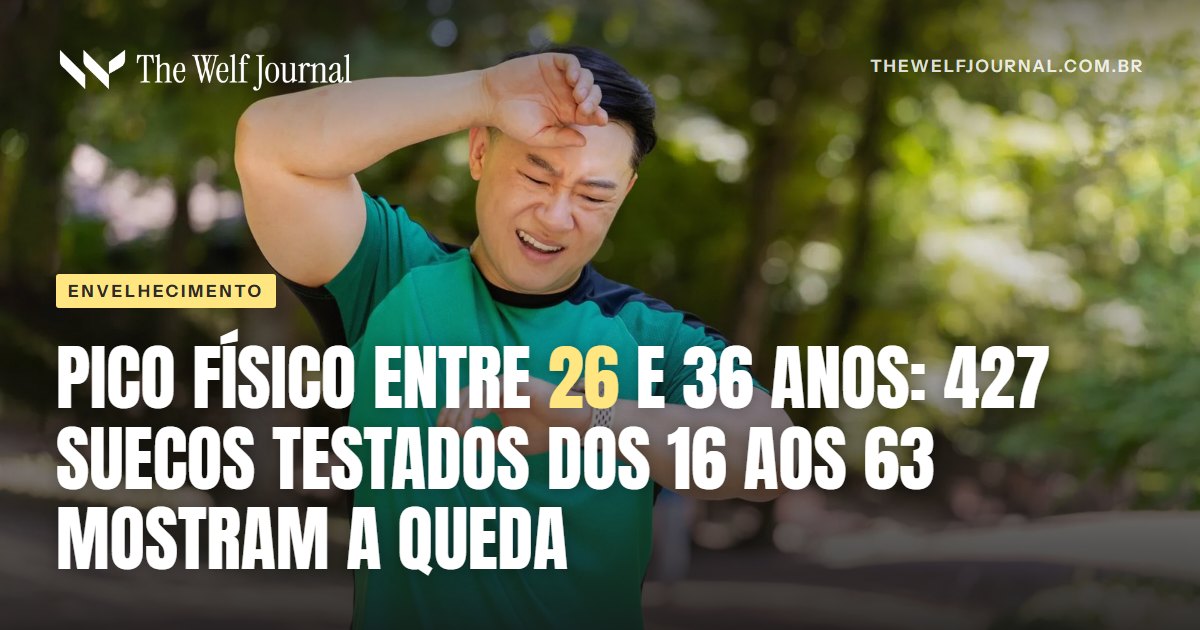 The Welf Journal
THEWELFJOURNAL.COM.BR
ENVELHECIMENTO
PICO FÍSICO ENTRE 26 E 36 ANOS: 427
SUECOS TESTADOS DOS 16 AOS 63
MOSTRAM A QUEDA